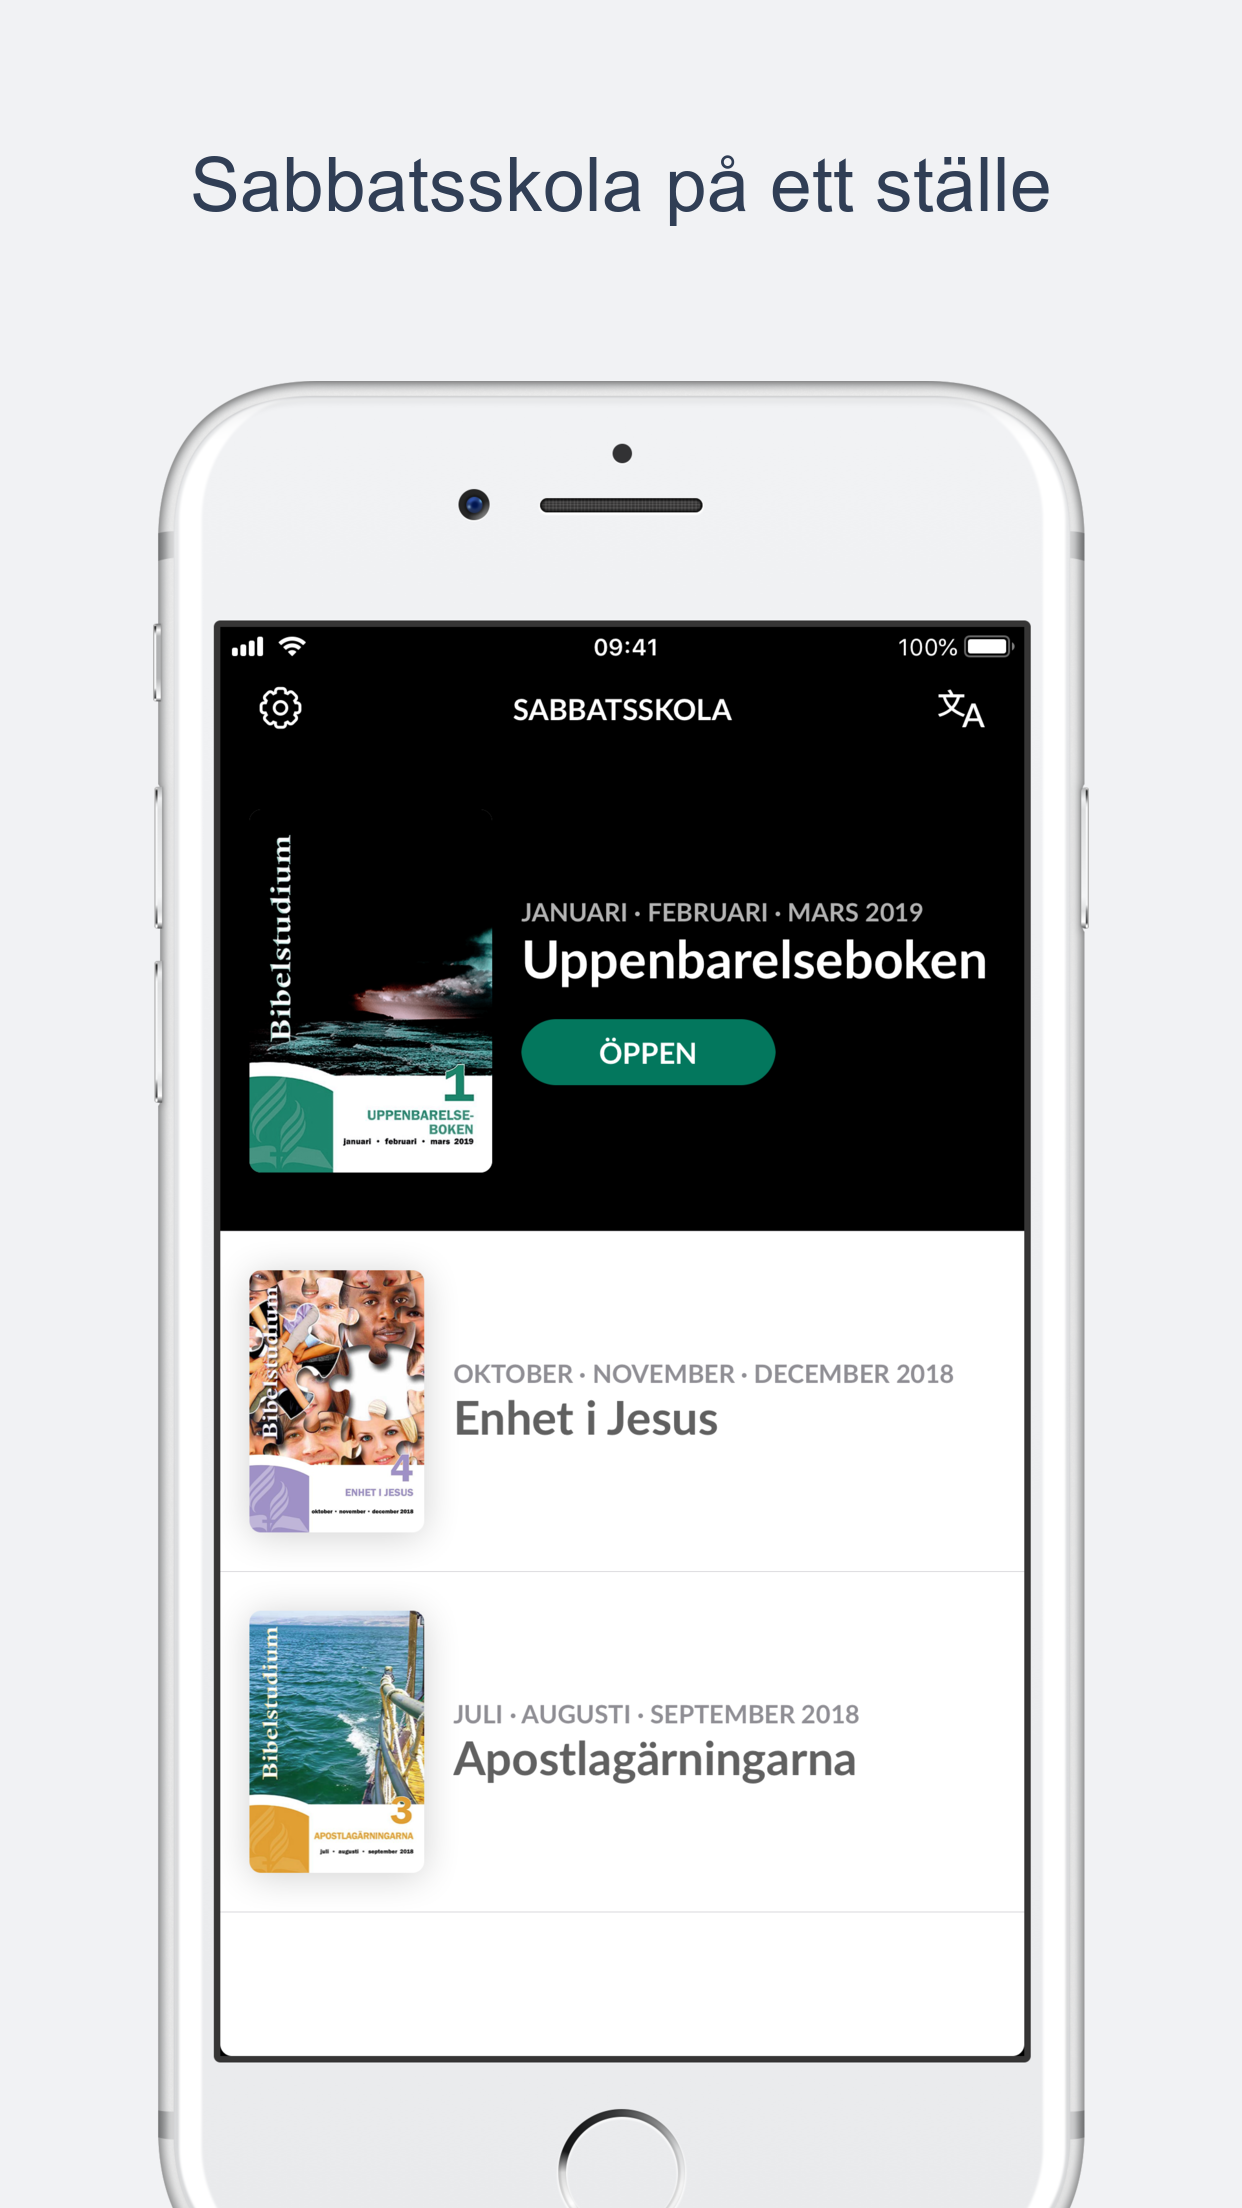 Sabbatsskola på ett ställe
09:41
100%
SABBATSSKOLA
文A
Bibelstudium
1
UPPENBARELSE-
BOKEN
januari • februari • mars 2019
JANUARI · FEBRUARI · MARS 2019
Uppenbarelseboken
ÖPPEN
Bibelstudium
4
ENHET I JESUS
oktober • november • december 2018
OKTOBER · NOVEMBER · DECEMBER 2018
Enhet i Jesus
Bibelstudium
3
APOSTLAGÄRNINGARNA
juli • augusti • september 2018
JULI · AUGUSTI · SEPTEMBER 2018
Apostlagärningarna